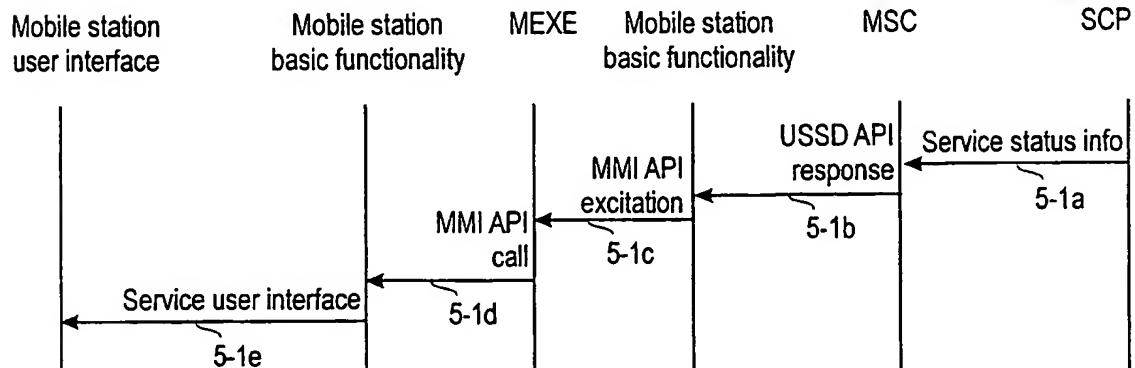 Mobile station
user interface
Mobile station
basic functionality
MEXE
Mobile station
basic functionality
MSC
SCP
Service status info
5-1a
USSD API
response
5-1b
MMI API
excitation
5-1c
MMI API
call
5-1d
Service user interface
5-1e